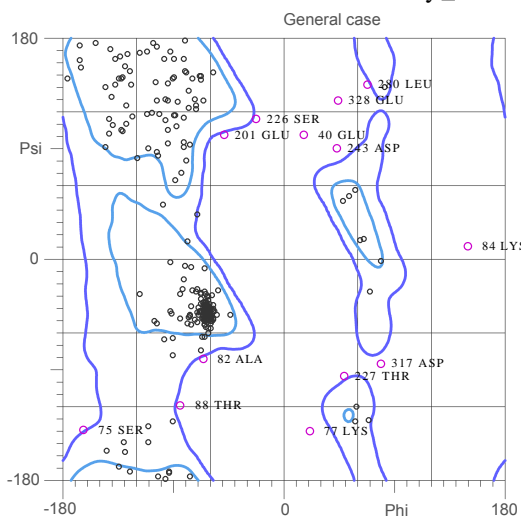 General case
180
280 LEU
328 GLU
226 SER
201 GLU
40 GLU
Psi
243 ASP
84 LYS
0
82 ALA
317 ASP
227 THR
88 THR
75 SER
77 LYS
-180
-180
0
Phi
180